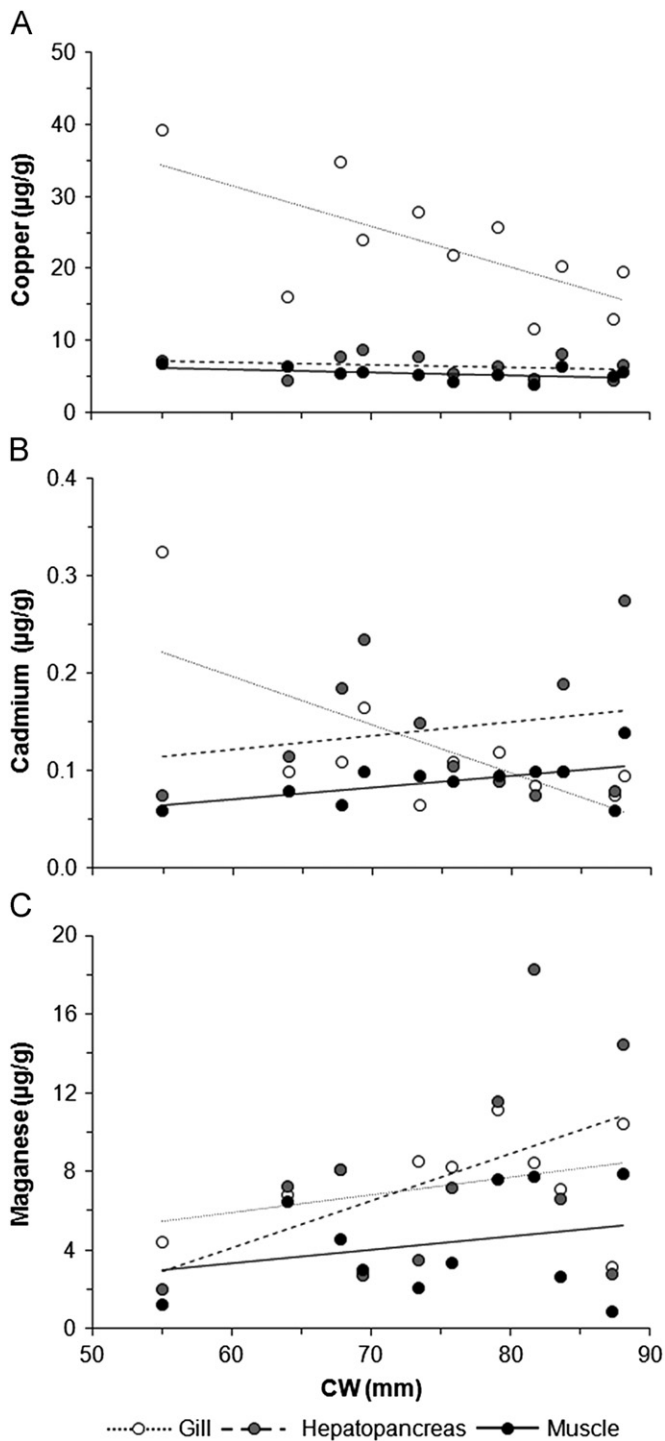 A
50
40
30
20
10
0
Copper (µg/g)
B
0.4
0.3
0.2
0.1
0.0
Cadmium (µg/g)
C
20
16
12
8
4
0
Maganese (µg/g)
50 60 70 80 90
CW (mm)
Gill Hepatopancreas Muscle